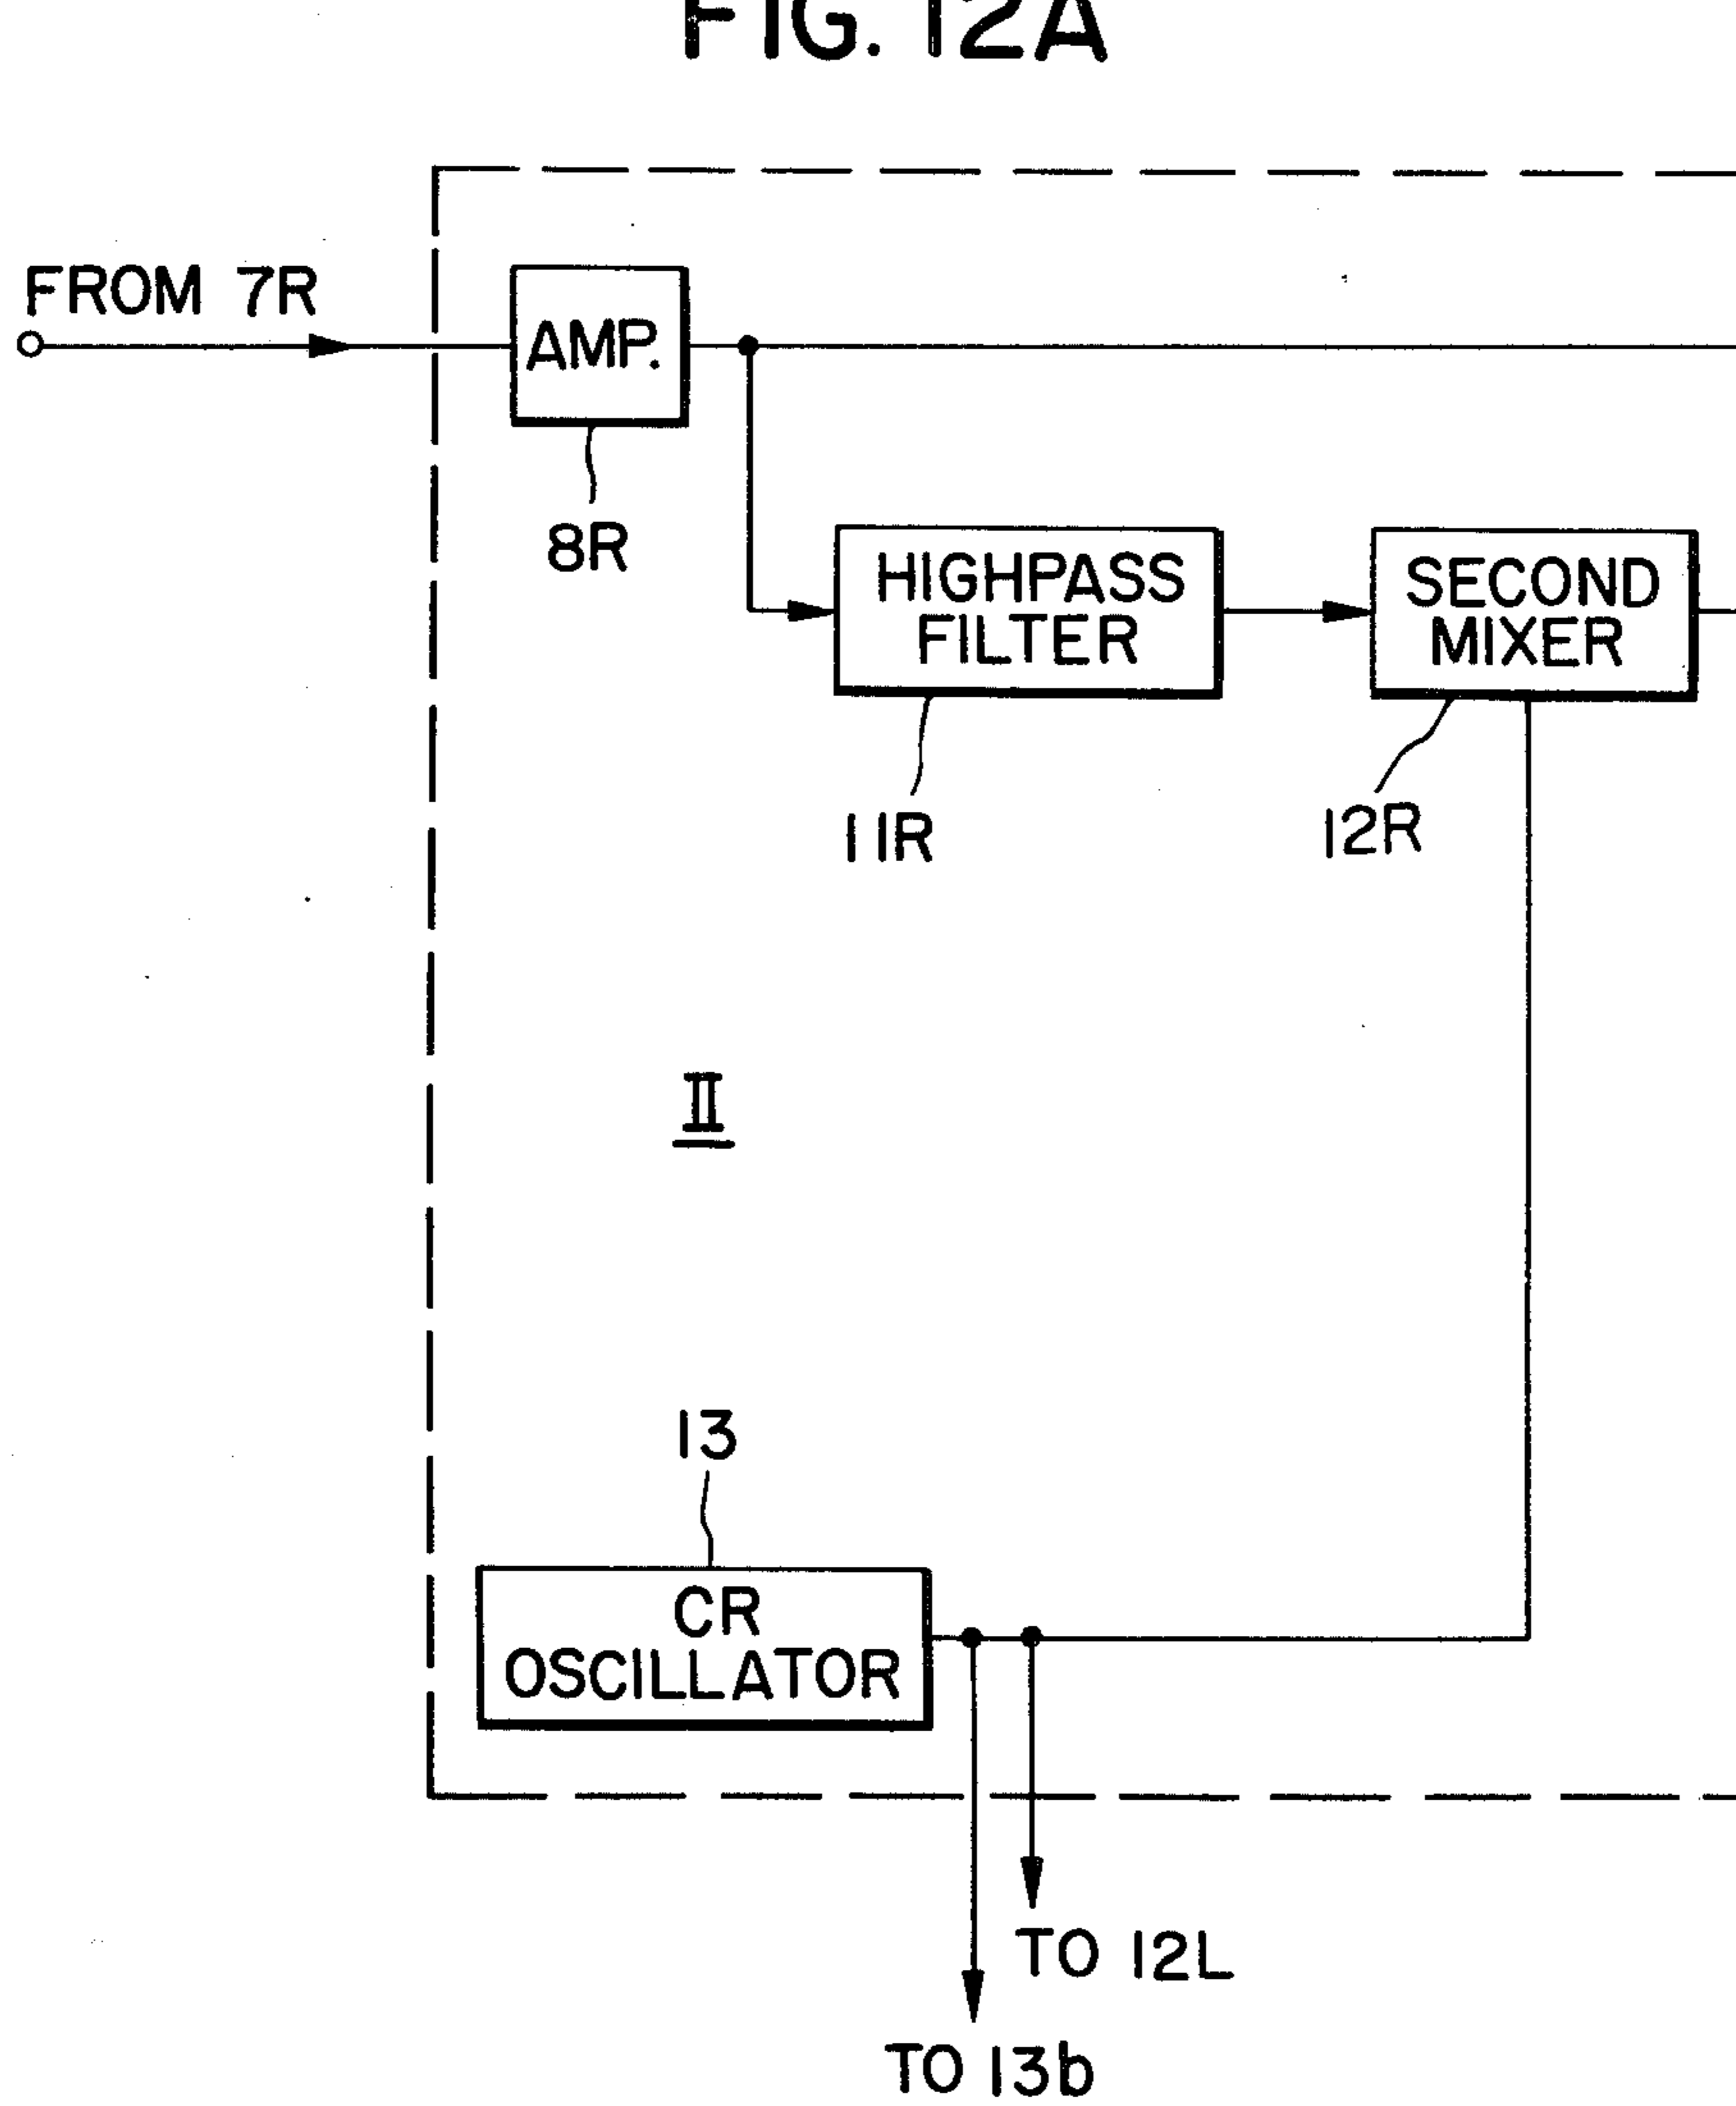 FIG. 12A
FROM 7R
AMP.
8R
HIGHPASS
FILTER
11R
SECOND
MIXER
12R
II
13
CR
OSCILLATOR
TO 12L
TO 13b